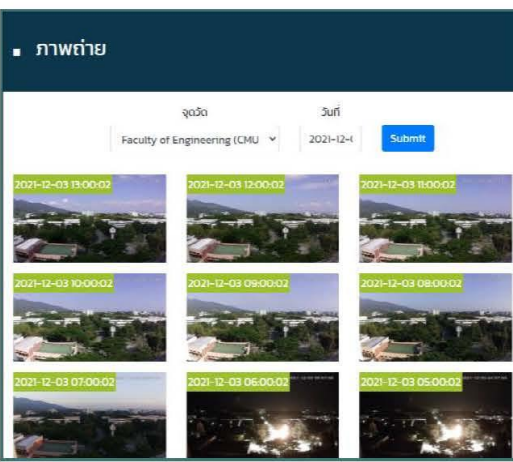 ภาพถ่าย
จุดวัด วันที่
Faculty of Engineering (CMU 2021-12-( Submit
2021-12-03 13:00:02 2021-12-03 12:00:02 2021-12-03 11:00:02
2021-12-03 10:00:02 2021-12-03 09:00:02 2021-12-03 08:00:02
2021-12-03 07:00:02 2021-12-03 06:00:02 2021-12-03 05:00:02